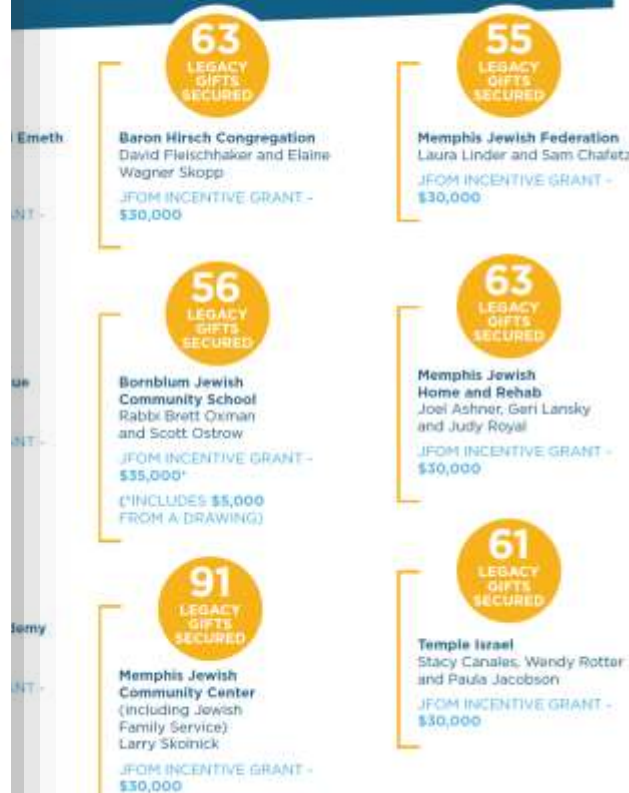 63
LEGACY
GIFTS
SECURED
Baron Hirsch Congregation
David Fleischhaker and Elaine
Wagner Skopp
JFOM INCENTIVE GRANT -
$30,000
55
LEGACY
GIFTS
SECURED
Memphis Jewish Federation
Laura Linder and Sam Chafetz
JFOM INCENTIVE GRANT -
$30,000
Emeth
ANT -
56
LEGACY
GIFTS
SECURED
Bornblum Jewish
Community School
Rabbi Brett Oxman
and Scott Ostrow
JFOM INCENTIVE GRANT -
$35,000*
(*INCLUDES $5,000
FROM A DRAWING)
63
LEGACY
GIFTS
SECURED
Memphis Jewish
Home and Rehab
Joel Ashner, Geri Lansky
and Judy Royal
JFOM INCENTIVE GRANT -
$30,000
ue
ANT -
91
LEGACY
GIFTS
SECURED
Memphis Jewish
Community Center
(including Jewish
Family Service)
Larry Skolnick
JFOM INCENTIVE GRANT -
$30,000
61
LEGACY
GIFTS
SECURED
Temple Israel
Stacy Canales, Wendy Rotter
and Paula Jacobson
JFOM INCENTIVE GRANT -
$30,000
demy
ANT -